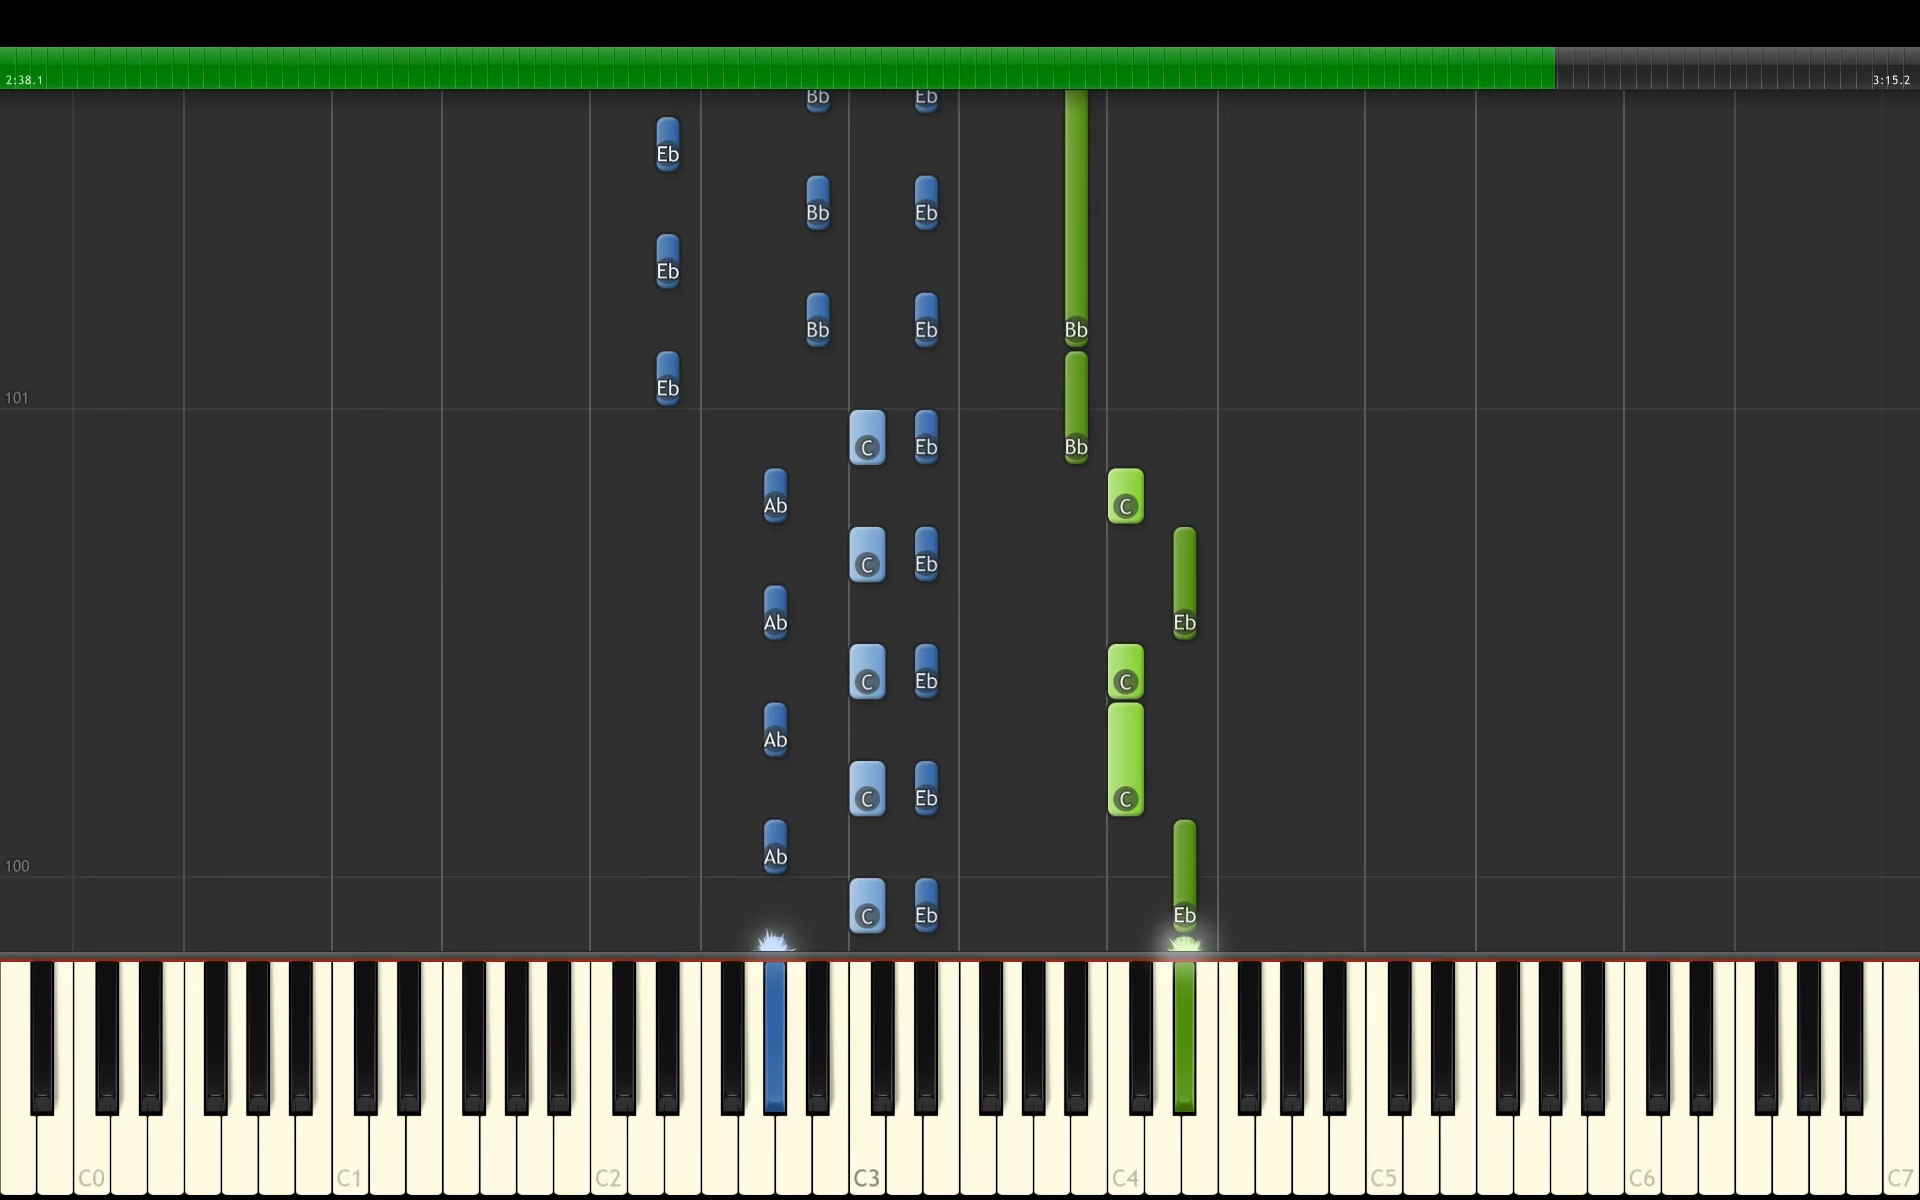 2:38.1 3:15.2
Bb Eb
Eb
Bb Eb
Eb
Bb Eb Bb
Eb
101
C Eb Bb
Ab C
C Eb
Ab Eb
C Eb C
Ab
C Eb C
Ab
100
C Eb Eb
C0 C1 C2 C3 C4 C5 C6 C7